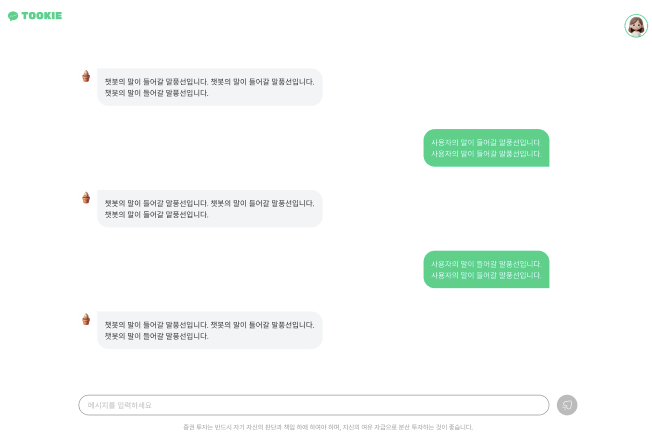 TOOKIE
챗봇의 말이 들어갈 말풍선입니다. 챗봇의 말이 들어갈 말풍선입니다.
챗봇의 말이 들어갈 말풍선입니다.
사용자의 말이 들어갈 말풍선입니다.
사용자의 말이 들어갈 말풍선입니다.
챗봇의 말이 들어갈 말풍선입니다. 챗봇의 말이 들어갈 말풍선입니다.
챗봇의 말이 들어갈 말풍선입니다.
사용자의 말이 들어갈 말풍선입니다.
사용자의 말이 들어갈 말풍선입니다.
챗봇의 말이 들어갈 말풍선입니다. 챗봇의 말이 들어갈 말풍선입니다.
챗봇의 말이 들어갈 말풍선입니다.
메시지를 입력하세요
증권 투자는 반드시 자기 자신의 판단과 책임 하에 하여야 하며, 자신의 여유 자금으로 분산 투자하는 것이 좋습니다.